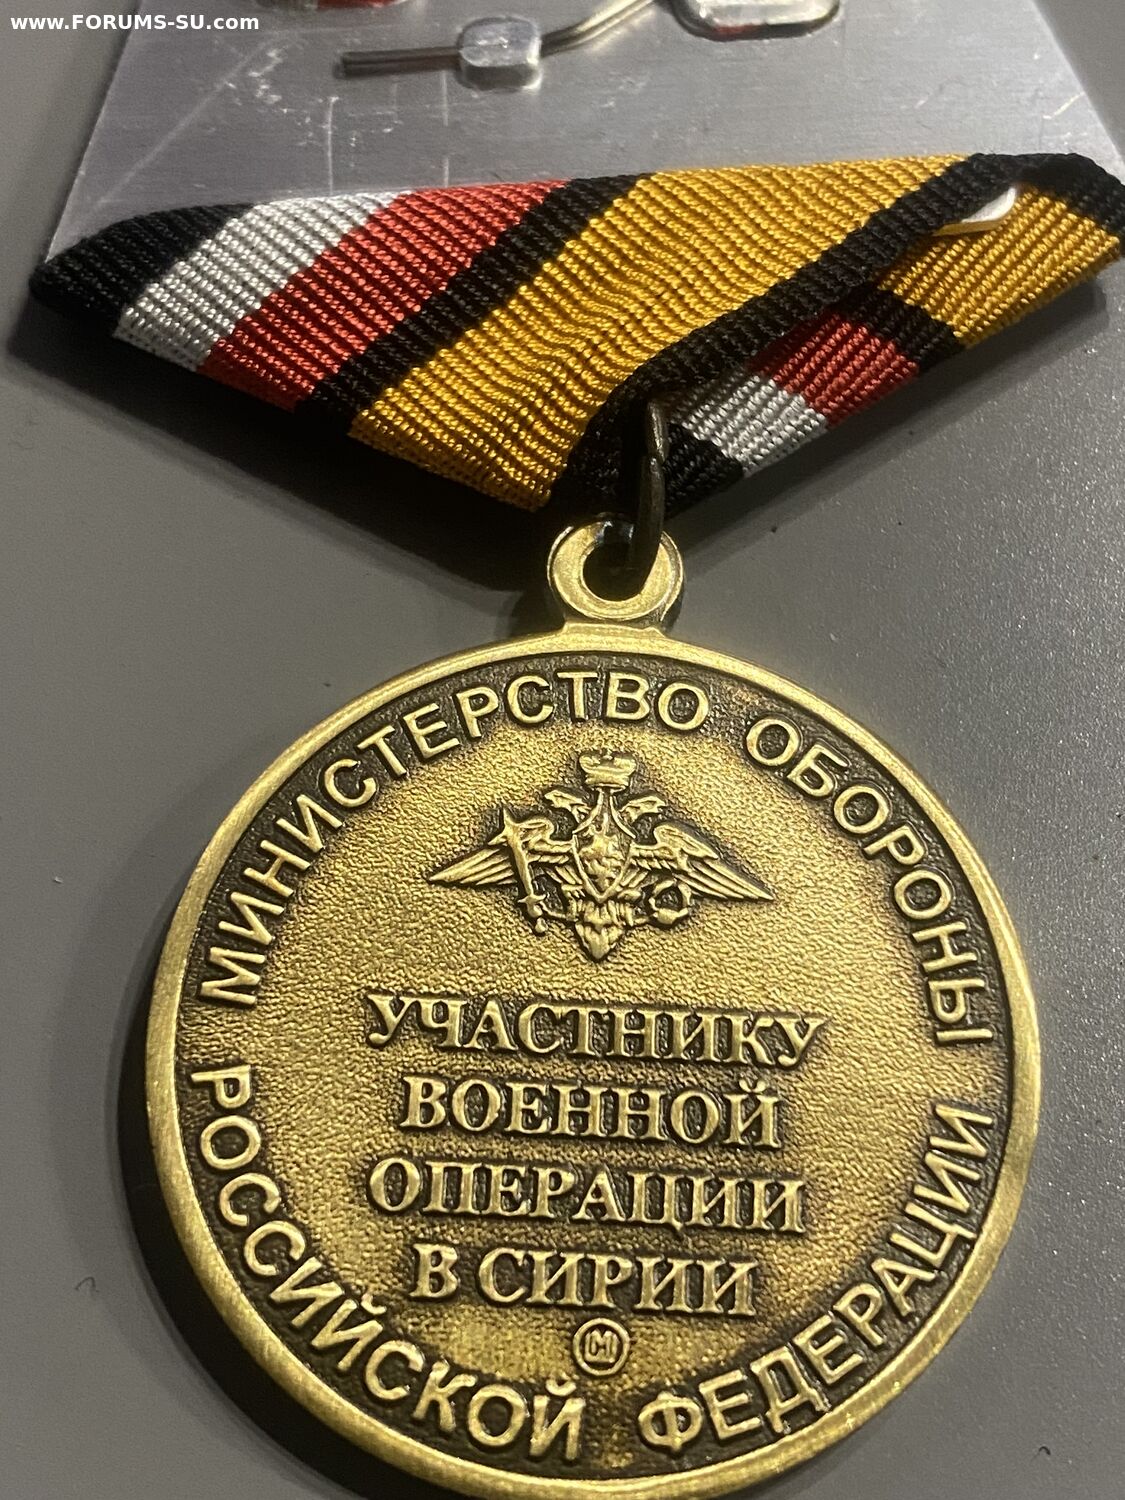 www.FORUMS-SU.com
МИНИСТЕРСТВО ОБОРОНЫ
УЧАСТНИКУ
ВОЕННОЙ
ОПЕРАЦИИ
В СИРИИ
РОССИЙСКОЙ ФЕДЕРАЦИИ